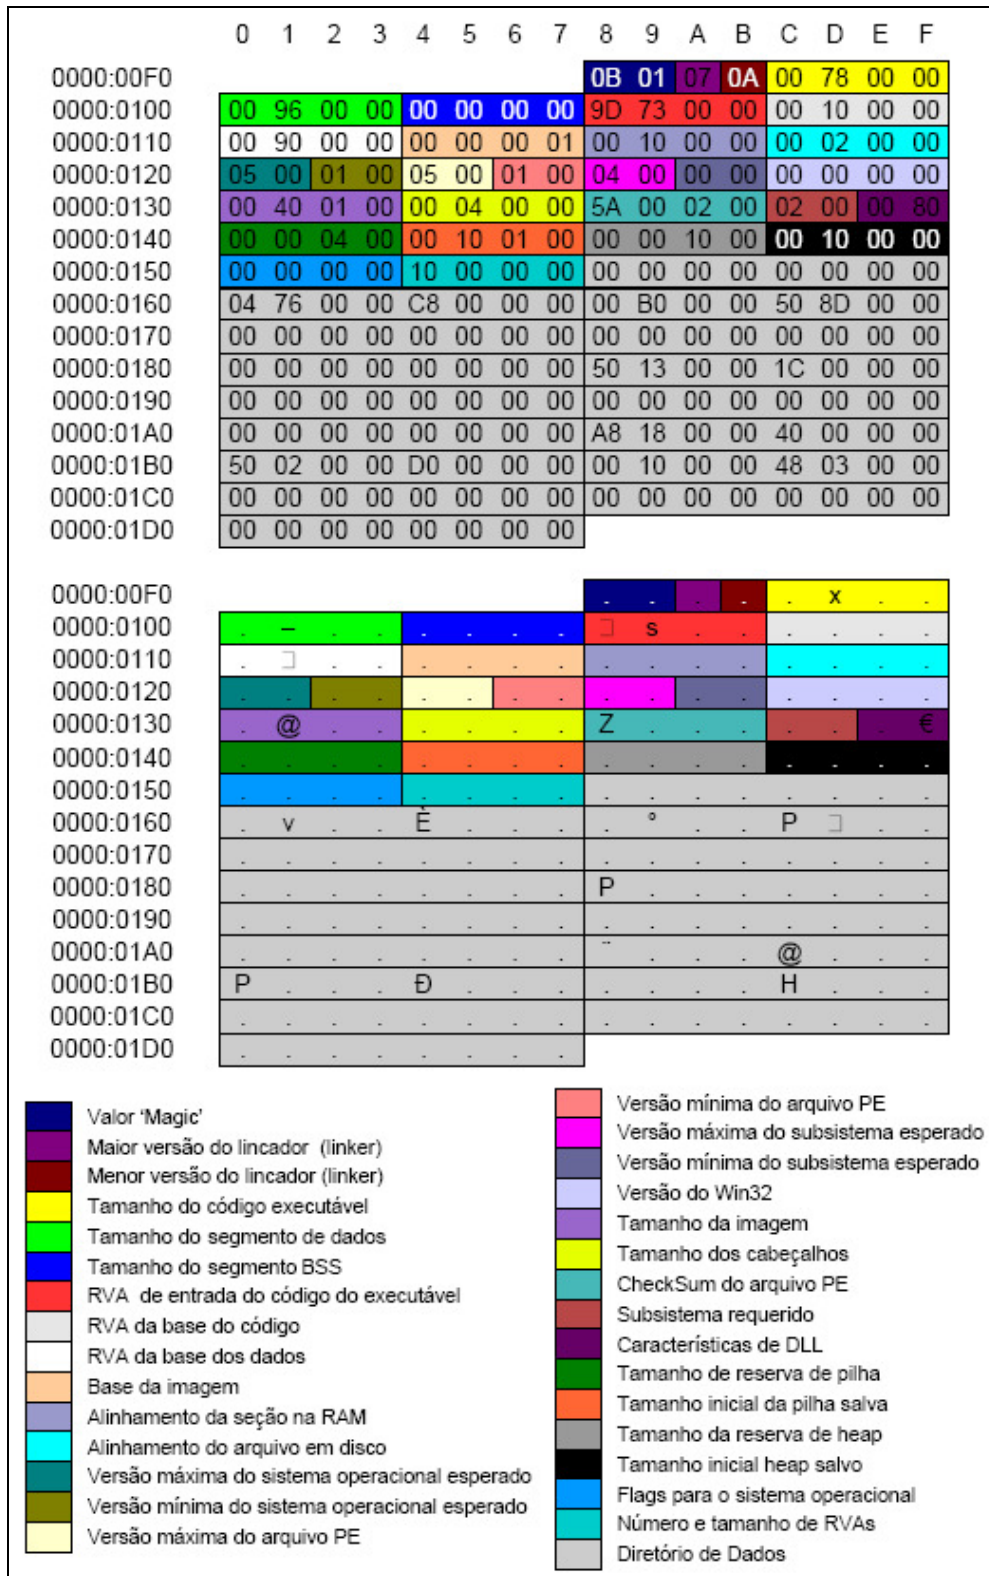 0 1 2 3 4 5 6 7 8 9 A B C D E F
0000:00F0 0B 01 07 0A 00 78 00 00
0000:0100 00 96 00 00 00 00 00 00 9D 73 00 00 00 10 00 00
0000:0110 00 90 00 00 00 00 00 01 00 10 00 00 00 02 00 00
0000:0120 05 00 01 00 05 00 01 00 04 00 00 00 00 00 00 00
0000:0130 00 40 01 00 00 04 00 00 5A 00 02 00 02 00 00 80
0000:0140 00 00 04 00 00 10 01 00 00 00 10 00 00 10 00 00
0000:0150 00 00 00 00 10 00 00 00 00 00 00 00 00 00 00 00
0000:0160 04 76 00 00 C8 00 00 00 00 B0 00 00 50 8D 00 00
0000:0170 00 00 00 00 00 00 00 00 00 00 00 00 00 00 00 00
0000:0180 00 00 00 00 00 00 00 00 50 13 00 00 1C 00 00 00
0000:0190 00 00 00 00 00 00 00 00 00 00 00 00 00 00 00 00
0000:01A0 00 00 00 00 00 00 00 00 A8 18 00 00 40 00 00 00
0000:01B0 50 02 00 00 D0 00 00 00 00 10 00 00 48 03 00 00
0000:01C0 00 00 00 00 00 00 00 00 00 00 00 00 00 00 00 00
0000:01D0 00 00 00 00 00 00 00 00
0000:00F0 . . . . . x . .
0000:0100 . – . . . . . . □ s . . . . . .
0000:0110 . □ . . . . . . . . . . . . . .
0000:0120 . . . . . . . . . . . . . . . .
0000:0130 . @ . . . . . . Z . . . . . . €
0000:0140 . . . . . . . . . . . . . . . .
0000:0150 . . . . . . . . . . . . . . . .
0000:0160 . v . . È . . . . ° . . P □ . .
0000:0170 . . . . . . . . . . . . . . . .
0000:0180 . . . . . . . . P . . . . . . .
0000:0190 . . . . . . . . . . . . . . . .
0000:01A0 . . . . . . . . ¨ . . . @ . . .
0000:01B0 P . . . Đ . . . . . . . H . . .
0000:01C0 . . . . . . . . . . . . . . . .
0000:01D0 . . . . . . . .
Valor 'Magic'
Maior versão do lincador (linker)
Menor versão do lincador (linker)
Tamanho do código executável
Tamanho do segmento de dados
Tamanho do segmento BSS
RVA de entrada do código do executável
RVA da base do código
RVA da base dos dados
Base da imagem
Alinhamento da seção na RAM
Alinhamento do arquivo em disco
Versão máxima do sistema operacional esperado
Versão mínima do sistema operacional esperado
Versão máxima do arquivo PE
Versão mínima do arquivo PE
Versão máxima do subsistema esperado
Versão mínima do subsistema esperado
Versão do Win32
Tamanho da imagem
Tamanho dos cabeçalhos
CheckSum do arquivo PE
Subsistema requerido
Características de DLL
Tamanho de reserva de pilha
Tamanho inicial da pilha salva
Tamanho da reserva de heap
Tamanho inicial heap salvo
Flags para o sistema operacional
Número e tamanho de RVAs
Diretório de Dados